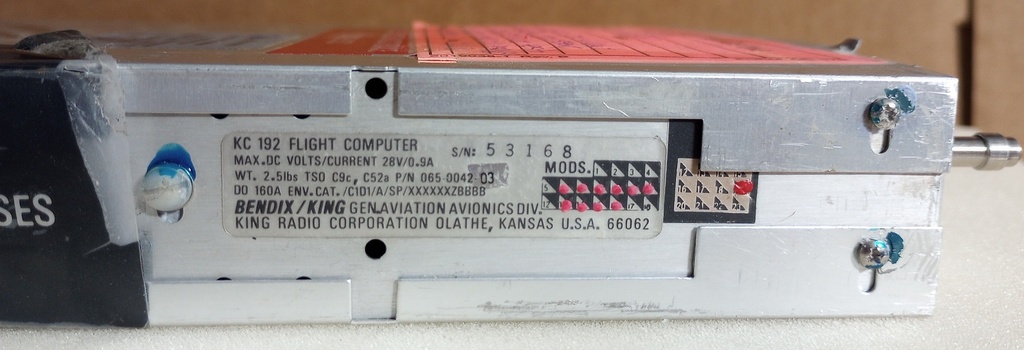 KC 192 FLIGHT COMPUTER
S/N: 53168
MAX.DC VOLTS/CURRENT 28V/0.9A
WT. 2.5lbs TSO C9c, C52a P/N 065-0042-03
MODS.
DO 160A ENV.CAT./C1D1/A/SP/XXXXXXZBBBB
BENDIX/KING GEN.AVIATION AVIONICS DIV.
KING RADIO CORPORATION OLATHE, KANSAS U.S.A. 66062
SES